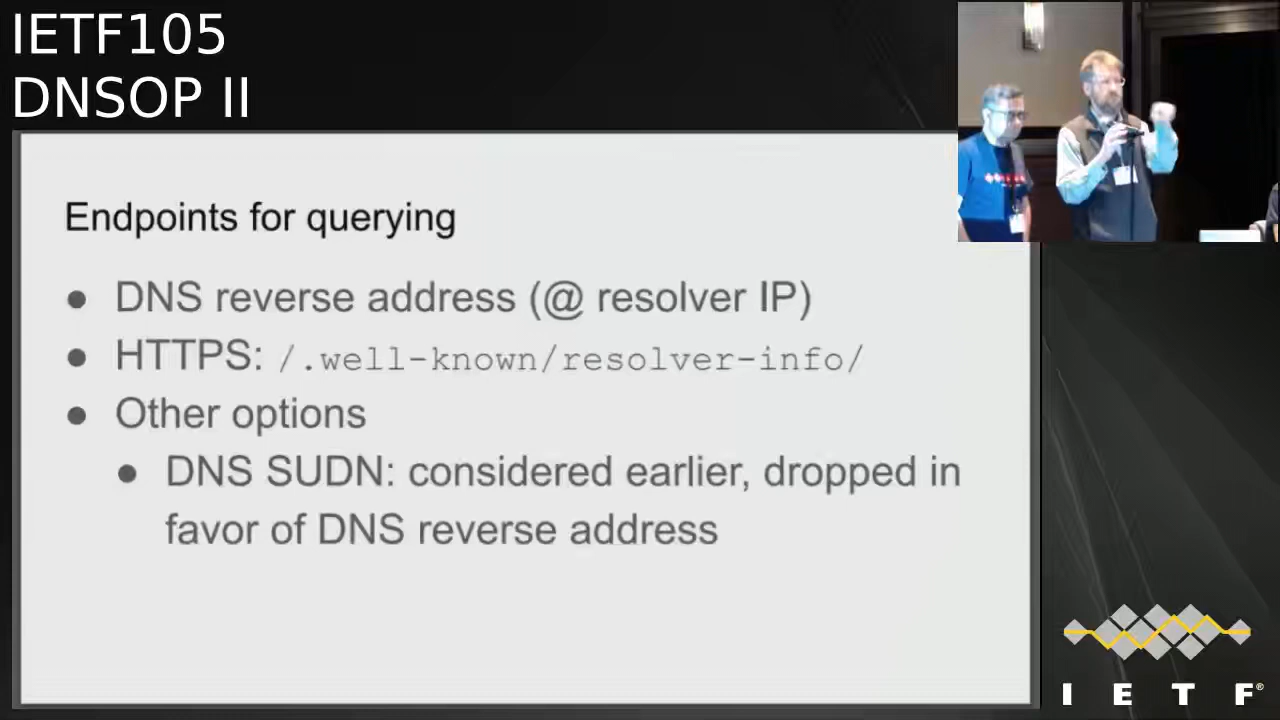 IETF105
DNSOP II
Endpoints for querying
● DNS reverse address (@ resolver IP)
● HTTPS: /.well-known/resolver-info/
● Other options
● DNS SUDN: considered earlier, dropped in
favor of DNS reverse address
I E T F®